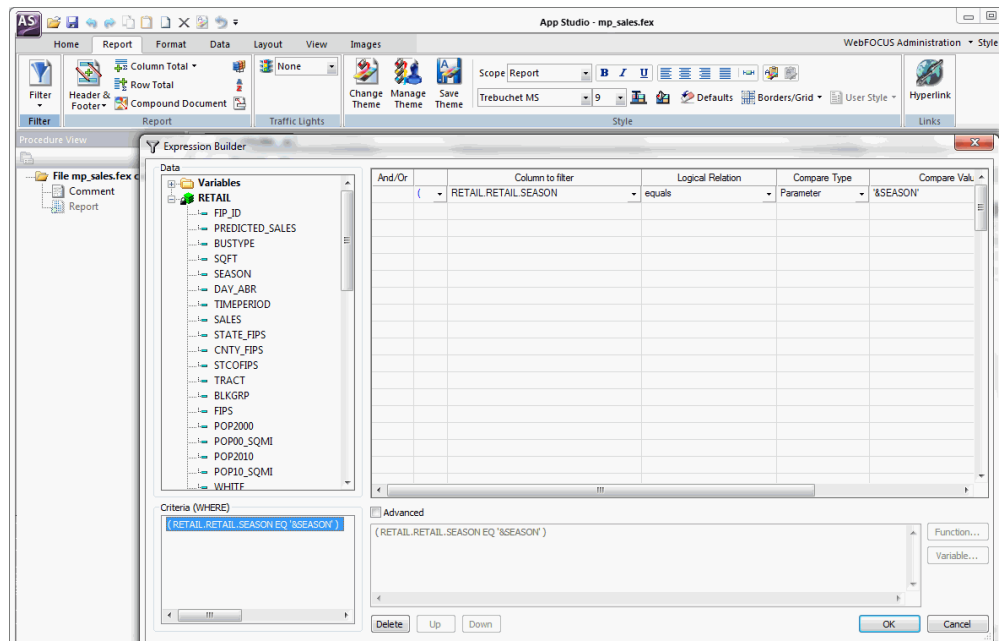 AS
App Studio - mp_sales.fex
Home Report Format Data Layout View Images
WebFOCUS Administration Style
Filter
Header & Footer
Column Total
Row Total
Compound Document
None
Change Theme
Manage Theme
Save Theme
Scope Report
B I U
Trebuchet MS
9
Defaults
Borders/Grid
User Style
Hyperlink
Filter Report Traffic Lights Style Links
Procedure View
File mp_sales.fex
Comment
Report
Expression Builder
Data
Variables
RETAIL
FIP_ID
PREDICTED_SALES
BUSTYPE
SQFT
SEASON
DAY_ABR
TIMEPERIOD
SALES
STATE_FIPS
CNTY_FIPS
STCOFIPS
TRACT
BLKGRP
FIPS
POP2000
POP00_SQMI
POP2010
POP10_SQMI
WHITE
And/Or Column to filter Logical Relation Compare Type Compare Valu
( RETAIL.RETAIL.SEASON equals Parameter '&SEASON'
Criteria (WHERE)
( RETAIL.RETAIL.SEASON EQ '&SEASON' )
Advanced
( RETAIL.RETAIL.SEASON EQ '&SEASON' )
Function...
Variable...
Delete Up Down
OK Cancel